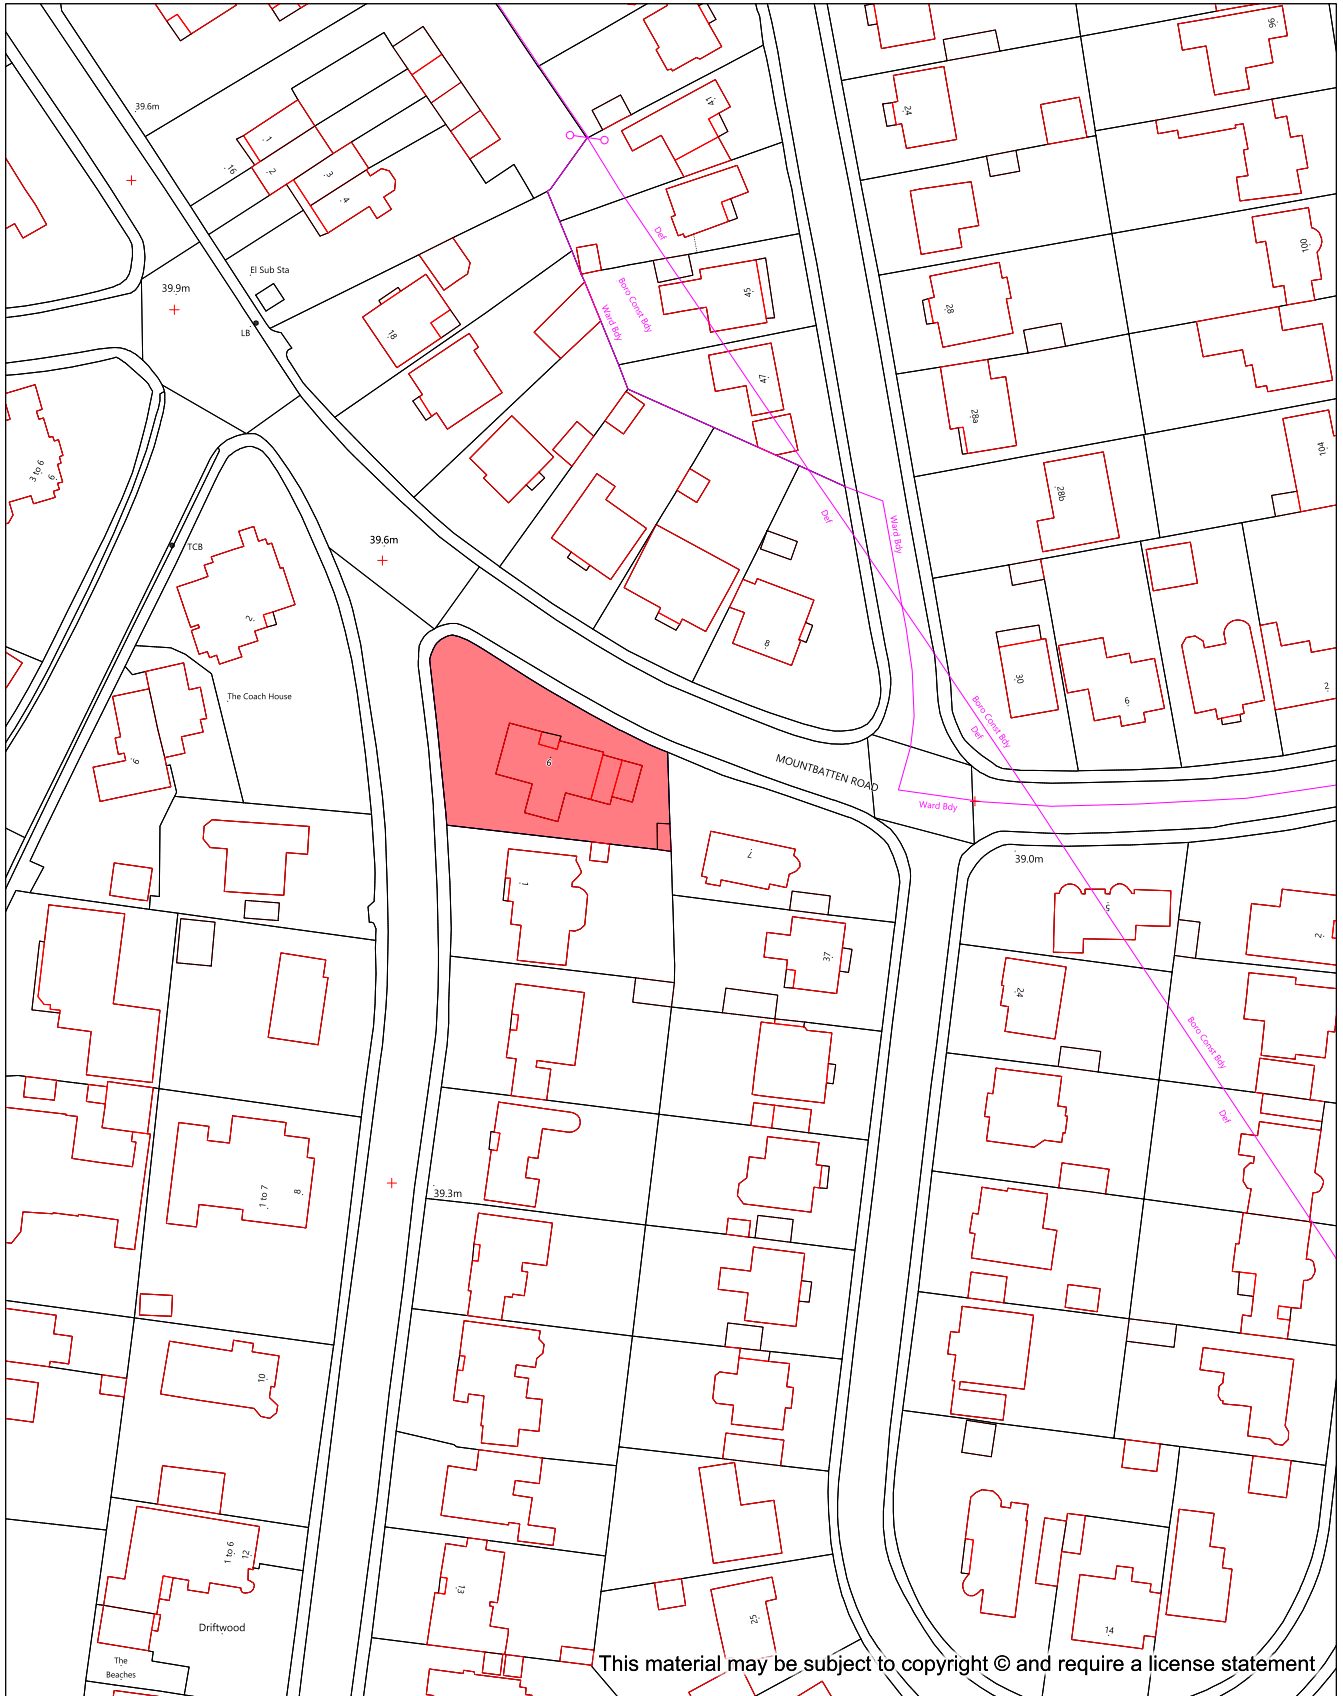 96
41
24
39.6m
1
16
2
3
4
Def
100
El Sub Sta
39.9m
Boro Const Bdy
45
28
Ward Bdy
LB
18
47
28a
104
3 to 6
6
28b
Def
Ward Bdy
39.6m
TCB
2
8
30
6
2
The Coach House
Boro Const Bdy
Def
9
9
MOUNTBATTEN ROAD
Ward Bdy
7
39.0m
1
5
2
37
24
Boro Const Bdy
Def
39.3m
1 to 7
8
10
1 to 6
12
13
25
14
Driftwood
The
Beaches
This material may be subject to copyright © and require a license statement